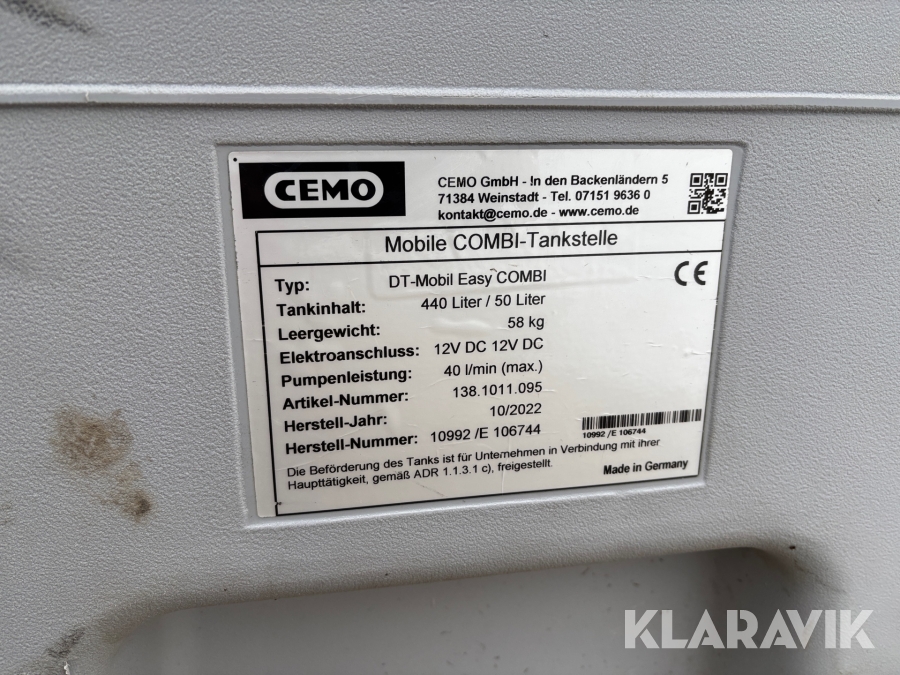 CEMO
CEMO GmbH - In den Backenländern 5
71384 Weinstadt - Tel. 07151 9636 0
kontakt@cemo.de - www.cemo.de
Mobile COMBI-Tankstelle
CE
Typ: DT-Mobil Easy COMBI
Tankinhalt: 440 Liter / 50 Liter
Leergewicht: 58 kg
Elektroanschluss: 12V DC 12V DC
Pumpenleistung: 40 l/min (max.)
Artikel-Nummer: 138.1011.095
Herstell-Jahr: 10/2022
Herstell-Nummer: 10992 /E 106744
10992 /E 106744
Die Beförderung des Tanks ist für Unternehmen in Verbindung mit ihrer
Haupttätigkeit, gemäß ADR 1.1.3.1 c), freigestellt.
Made in Germany
KLARAVIK